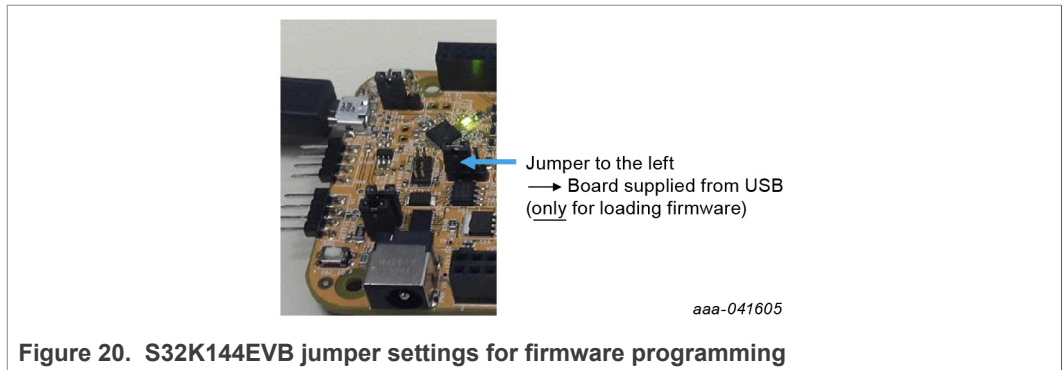 Jumper to the left
→ Board supplied from USB
(only for loading firmware)
aaa-041605
Figure 20. S32K144EVB jumper settings for firmware programming